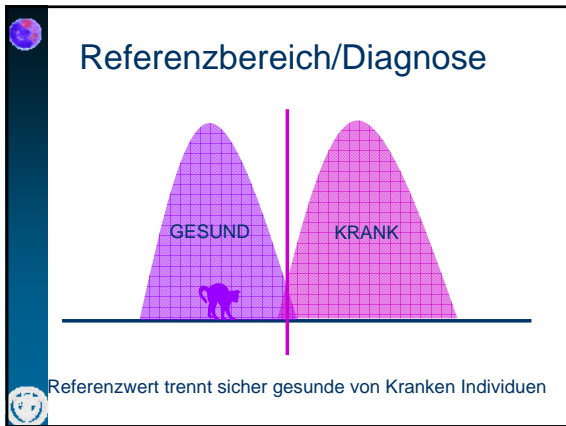 Referenzbereich/Diagnose
GESUND
KRANK
Referenzwert trennt sicher gesunde von Kranken Individuen